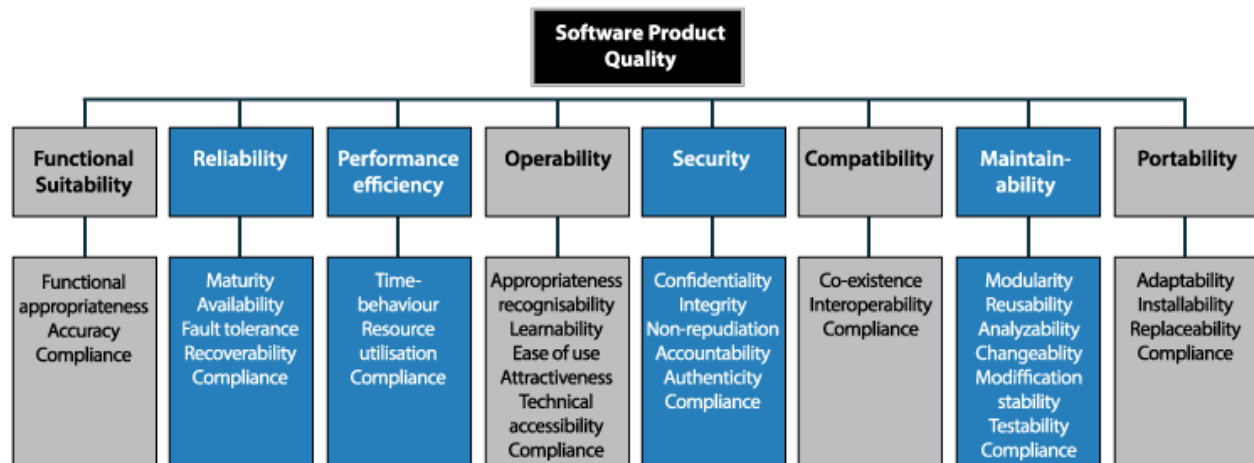 Software Product
Quality
Functional
Suitability
Reliability
Performance
efficiency
Operability
Security
Compatibility
Maintain-
ability
Portability
Functional
appropriateness
Accuracy
Compliance
Maturity
Availability
Fault tolerance
Recoverability
Compliance
Time-
behaviour
Resource
utilisation
Compliance
Appropriateness
recognisability
Learnability
Ease of use
Attractiveness
Technical
accessibility
Compliance
Confidentiality
Integrity
Non-repudiation
Accountability
Authenticity
Compliance
Co-existence
Interoperability
Compliance
Modularity
Reusability
Analyzability
Changeablity
Modiffication
stability
Testability
Compliance
Adaptability
Installability
Replaceability
Compliance